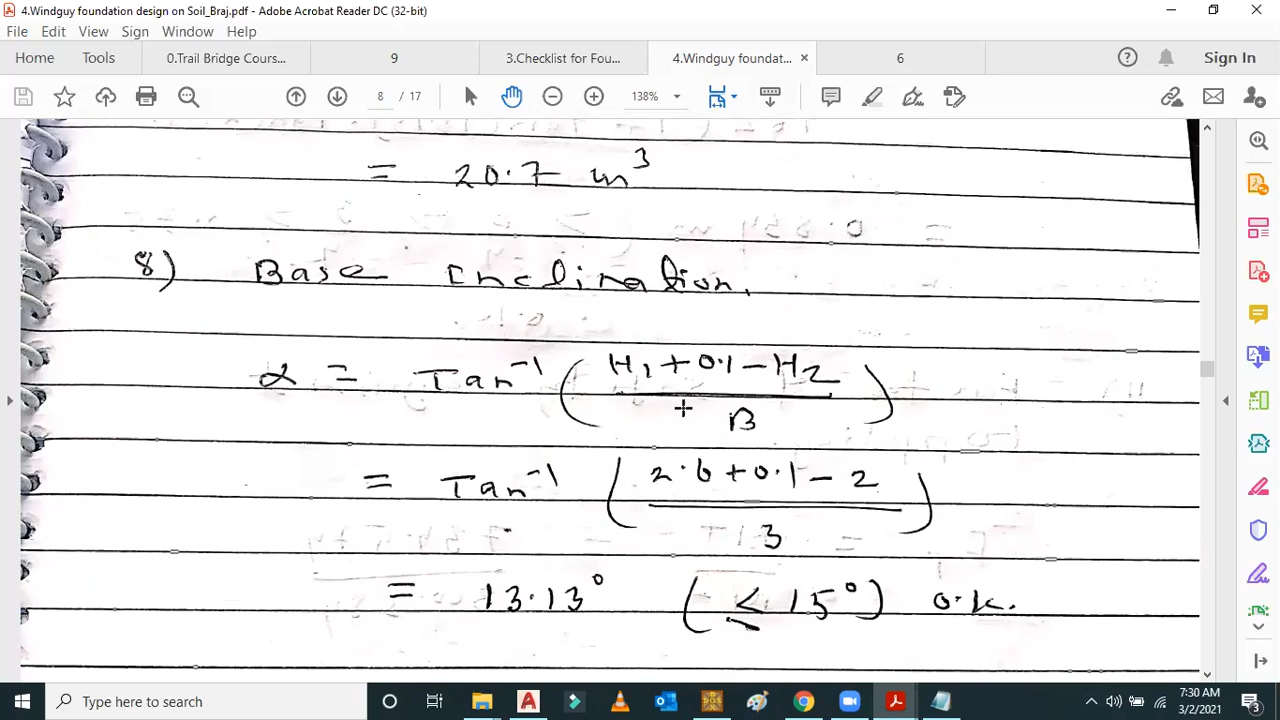 4.Windguy foundation design on Soil_Braj.pdf - Adobe Acrobat Reader DC (32-bit)
File Edit View Sign Window Help
Home Tools 0.Trail Bridge Cours... 9 3.Checklist for Fou... 4.Windguy foundat... × 6 Sign In
8 / 17 138%
= 20.7 m³
8) Base Inclination.
α = Tan⁻¹ (H₁ + 0.1 - H₂ / B)
= Tan⁻¹ (2.6 + 0.1 - 2 / 3)
= 13.13° (≤ 15°) o.k.
Type here to search
7:30 AM
3/2/2021